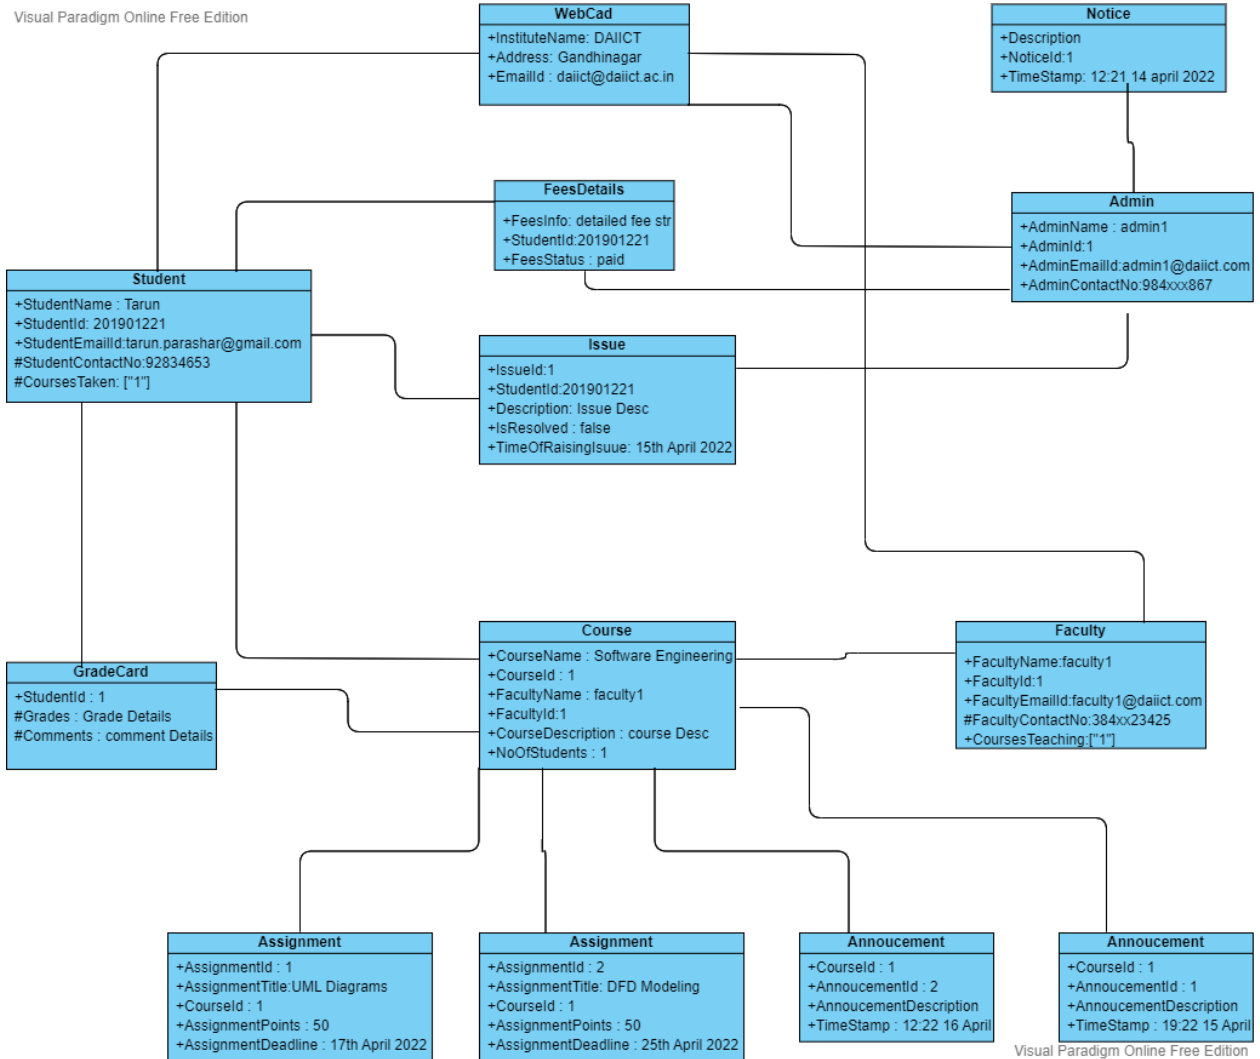 Visual Paradigm Online Free Edition
WebCad
+InstituteName: DAIICT
+Address: Gandhinagar
+EmailId : daiict@daiict.ac.in
Notice
+Description
+NoticeId:1
+TimeStamp: 12:21 14 april 2022
FeesDetails
+FeesInfo: detailed fee str
+StudentId:201901221
+FeesStatus : paid
Admin
+AdminName : admin1
+AdminId:1
+AdminEmailId:admin1@daiict.com
+AdminContactNo:984xxx867
Student
+StudentName : Tarun
+StudentId: 201901221
+StudentEmailId:tarun.parashar@gmail.com
#StudentContactNo:92834653
#CoursesTaken: ["1"]
Issue
+IssueId:1
+StudentId:201901221
+Description: Issue Desc
+IsResolved : false
+TimeOfRaisingIsuue: 15th April 2022
Course
+CourseName : Software Engineering
+CourseId : 1
+FacultyName : faculty1
+FacultyId:1
+CourseDescription : course Desc
+NoOfStudents : 1
Faculty
+FacultyName:faculty1
+FacultyId:1
+FacultyEmailId:faculty1@daiict.com
#FacultyContactNo:384xx23425
+CoursesTeaching:["1"]
GradeCard
+StudentId : 1
#Grades : Grade Details
#Comments : comment Details
Assignment
+AssignmentId : 1
+AssignmentTitle:UML Diagrams
+CourseId : 1
+AssignmentPoints : 50
+AssignmentDeadline : 17th April 2022
Assignment
+AssignmentId : 2
+AssignmentTitle: DFD Modeling
+CourseId : 1
+AssignmentPoints : 50
+AssignmentDeadline : 25th April 2022
Annoucement
+CourseId : 1
+AnnoucementId : 2
+AnnoucementDescription
+TimeStamp : 12:22 16 April
Annoucement
+CourseId : 1
+AnnoucementId : 1
+AnnoucementDescription
+TimeStamp : 19:22 15 April
Visual Paradigm Online Free Edition